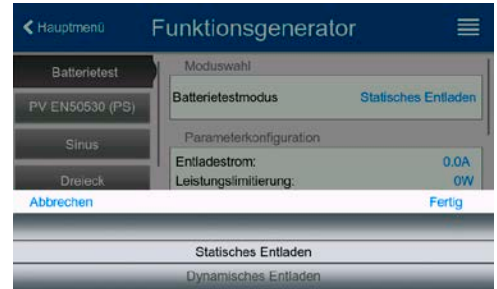 Hauptmenü
Funktionsgenerator
Batterietest
Moduswahl
Batterietestmodus
Statisches Entladen
PV EN50530 (PS)
Parameterkonfiguration
Sinus
Entladestrom:
0.0A
Leistungslimitierung:
0W
Dreieck
Abbrechen
Fertig
Statisches Entladen
Dynamisches Entladen